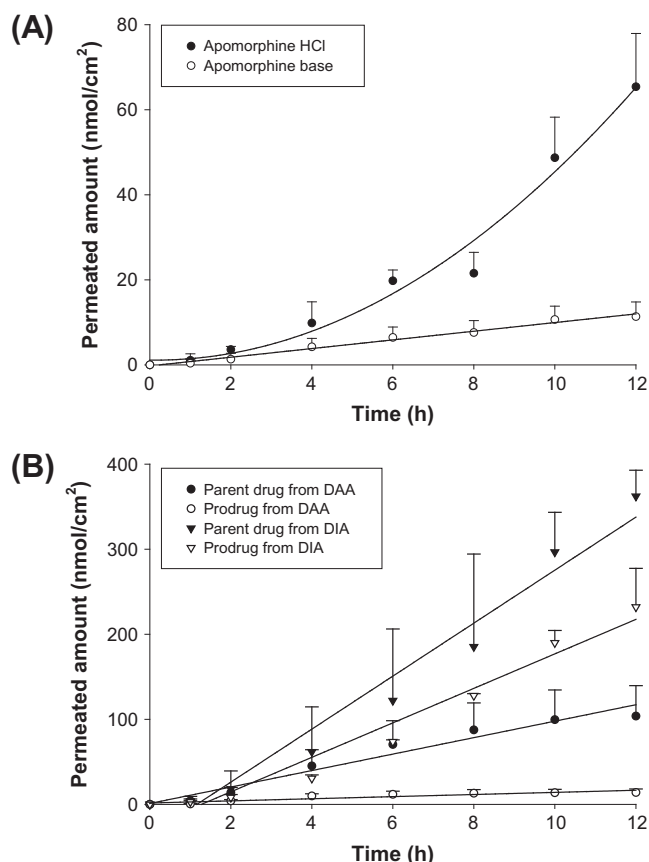 (A)
80
60
40
20
0
Permeated amount (nmol/cm²)
Apomorphine HCl
Apomorphine base
0 2 4 6 8 10 12
Time (h)
(B)
400
300
200
100
0
Permeated amount (nmol/cm²)
Parent drug from DAA
Prodrug from DAA
Parent drug from DIA
Prodrug from DIA
0 2 4 6 8 10 12
Time (h)